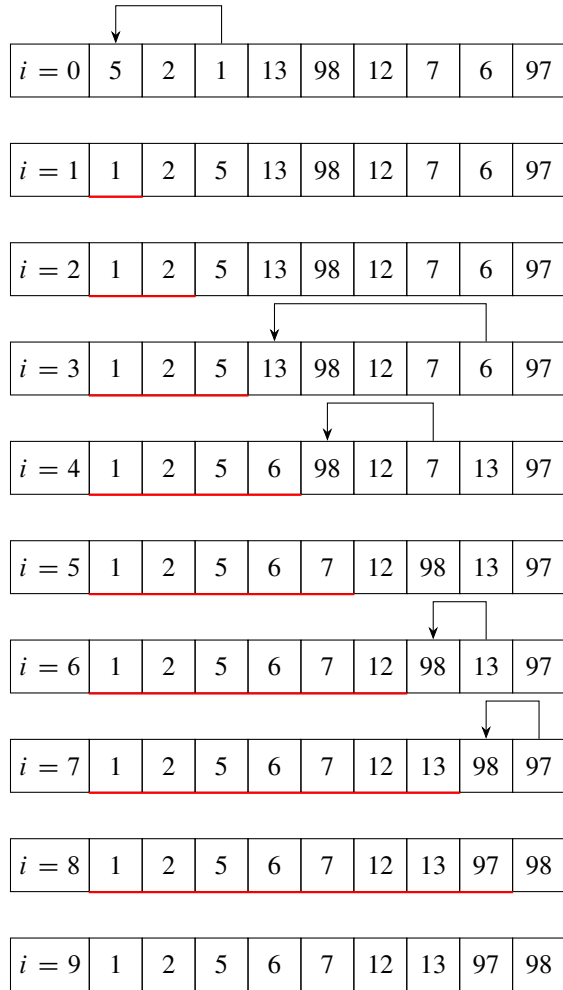 i = 0 5 2 1 13 98 12 7 6 97
i = 1 1 2 5 13 98 12 7 6 97
i = 2 1 2 5 13 98 12 7 6 97
i = 3 1 2 5 13 98 12 7 6 97
i = 4 1 2 5 6 98 12 7 13 97
i = 5 1 2 5 6 7 12 98 13 97
i = 6 1 2 5 6 7 12 98 13 97
i = 7 1 2 5 6 7 12 13 98 97
i = 8 1 2 5 6 7 12 13 97 98
i = 9 1 2 5 6 7 12 13 97 98